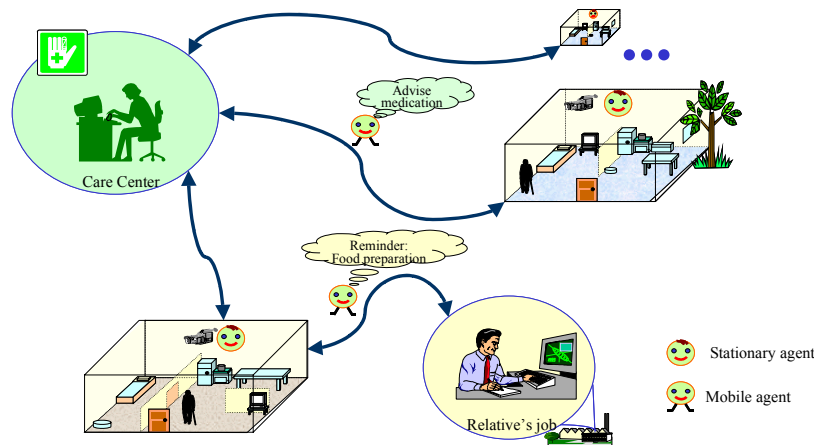 Advise
medication
Care Center
Reminder:
Food preparation
Stationary agent
Mobile agent
Relative's job